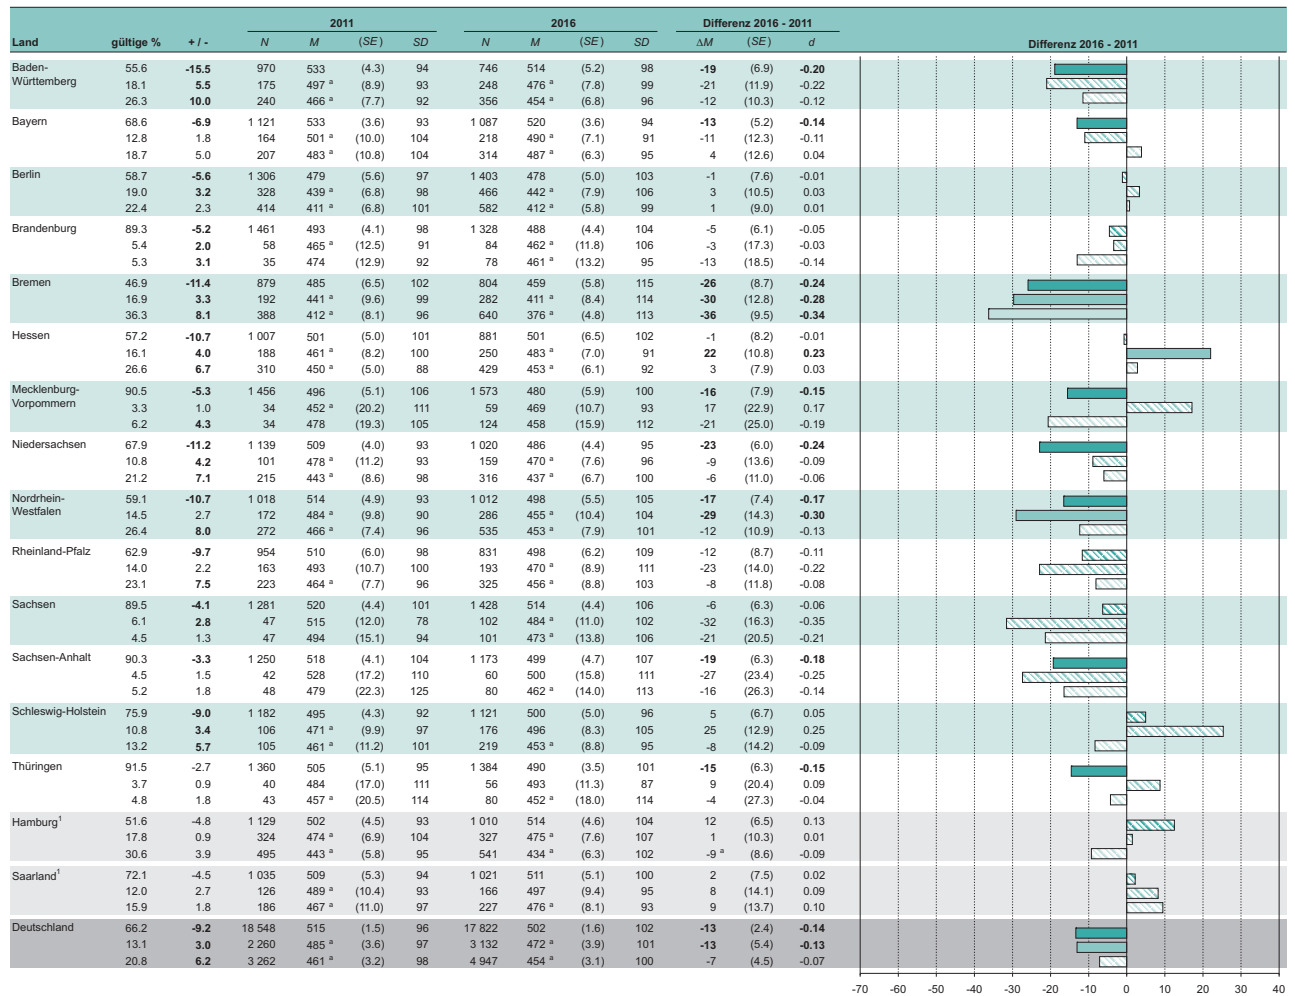 2011 2016 Differenz 2016 - 2011
Land gültige % + / - N M (SE) SD N M (SE) SD ΔM (SE) d Differenz 2016 - 2011
Baden- 55.6 -15.5 970 533 (4.3) 94 746 514 (5.2) 98 -19 (6.9) -0.20
Württemberg 18.1 5.5 175 497 a (8.9) 93 248 476 a (7.8) 99 -21 (11.9) -0.22
26.3 10.0 240 466 a (7.7) 92 356 454 a (6.8) 96 -12 (10.3) -0.12
Bayern 68.6 -6.9 1 121 533 (3.6) 93 1 087 520 (3.6) 94 -13 (5.2) -0.14
12.8 1.8 164 501 a (10.0) 104 218 490 a (7.1) 91 -11 (12.3) -0.11
18.7 5.0 207 483 a (10.8) 104 314 487 a (6.3) 95 4 (12.6) 0.04
Berlin 58.7 -5.6 1 306 479 (5.6) 97 1 403 478 (5.0) 103 -1 (7.6) -0.01
19.0 3.2 328 439 a (6.8) 98 466 442 a (7.9) 106 3 (10.5) 0.03
22.4 2.3 414 411 a (6.8) 101 582 412 a (5.8) 99 1 (9.0) 0.01
Brandenburg 89.3 -5.2 1 461 493 (4.1) 98 1 328 488 (4.4) 104 -5 (6.1) -0.05
5.4 2.0 58 465 a (12.5) 91 84 462 a (11.8) 106 -3 (17.3) -0.03
5.3 3.1 35 474 (12.9) 92 78 461 a (13.2) 95 -13 (18.5) -0.14
Bremen 46.9 -11.4 879 485 (6.5) 102 804 459 (5.8) 115 -26 (8.7) -0.24
16.9 3.3 192 441 a (9.6) 99 282 411 a (8.4) 114 -30 (12.8) -0.28
36.3 8.1 388 412 a (8.1) 96 640 376 a (4.8) 113 -36 (9.5) -0.34
Hessen 57.2 -10.7 1 007 501 (5.0) 101 881 501 (6.5) 102 -1 (8.2) -0.01
16.1 4.0 188 461 a (8.2) 100 250 483 a (7.0) 91 22 (10.8) 0.23
26.6 6.7 310 450 a (5.0) 88 429 453 a (6.1) 92 3 (7.9) 0.03
Mecklenburg- 90.5 -5.3 1 456 496 (5.1) 106 1 573 480 (5.9) 100 -16 (7.9) -0.15
Vorpommern 3.3 1.0 34 452 a (20.2) 111 59 469 (10.7) 93 17 (22.9) 0.17
6.2 4.3 34 478 (19.3) 105 124 458 (15.9) 112 -21 (25.0) -0.19
Niedersachsen 67.9 -11.2 1 139 509 (4.0) 93 1 020 486 (4.4) 95 -23 (6.0) -0.24
10.8 4.2 101 478 a (11.2) 93 159 470 a (7.6) 96 -9 (13.6) -0.09
21.2 7.1 215 443 a (8.6) 98 316 437 a (6.7) 100 -6 (11.0) -0.06
Nordrhein- 59.1 -10.7 1 018 514 (4.9) 93 1 012 498 (5.5) 105 -17 (7.4) -0.17
Westfalen 14.5 2.7 172 484 a (9.8) 90 286 455 a (10.4) 104 -29 (14.3) -0.30
26.4 8.0 272 466 a (7.4) 96 535 453 a (7.9) 101 -12 (10.9) -0.13
Rheinland-Pfalz 62.9 -9.7 954 510 (6.0) 98 831 498 (6.2) 109 -12 (8.7) -0.11
14.0 2.2 163 493 (10.7) 100 193 470 a (8.9) 111 -23 (14.0) -0.22
23.1 7.5 223 464 a (7.7) 96 325 456 a (8.8) 103 -8 (11.8) -0.08
Sachsen 89.5 -4.1 1 281 520 (4.4) 101 1 428 514 (4.4) 106 -6 (6.3) -0.06
6.1 2.8 47 515 (12.0) 78 102 484 a (11.0) 102 -32 (16.3) -0.35
4.5 1.3 47 494 (15.1) 94 101 473 a (13.8) 106 -21 (20.5) -0.21
Sachsen-Anhalt 90.3 -3.3 1 250 518 (4.1) 104 1 173 499 (4.7) 107 -19 (6.3) -0.18
4.5 1.5 42 528 (17.2) 110 60 500 (15.8) 111 -27 (23.4) -0.25
5.2 1.8 48 479 (22.3) 125 80 462 a (14.0) 113 -16 (26.3) -0.14
Schleswig-Holstein 75.9 -9.0 1 182 495 (4.3) 92 1 121 500 (5.0) 96 5 (6.7) 0.05
10.8 3.4 106 471 a (9.9) 97 176 496 (8.3) 105 25 (12.9) 0.25
13.2 5.7 105 461 a (11.2) 101 219 453 a (8.8) 95 -8 (14.2) -0.09
Thüringen 91.5 -2.7 1 360 505 (5.1) 95 1 384 490 (3.5) 101 -15 (6.3) -0.15
3.7 0.9 40 484 (17.0) 111 56 493 (11.3) 87 9 (20.4) 0.09
4.8 1.8 43 457 a (20.5) 114 80 452 a (18.0) 114 -4 (27.3) -0.04
Hamburg1 51.6 -4.8 1 129 502 (4.5) 93 1 010 514 (4.6) 104 12 (6.5) 0.13
17.8 0.9 324 474 a (6.9) 104 327 475 a (7.6) 107 1 (10.3) 0.01
30.6 3.9 495 443 a (5.8) 95 541 434 a (6.3) 102 -9 a (8.6) -0.09
Saarland1 72.1 -4.5 1 035 509 (5.3) 94 1 021 511 (5.1) 100 2 (7.5) 0.02
12.0 2.7 126 489 a (10.4) 93 166 497 (9.4) 95 8 (14.1) 0.09
15.9 1.8 186 467 a (11.0) 97 227 476 a (8.1) 93 9 (13.7) 0.10
Deutschland 66.2 -9.2 18 548 515 (1.5) 96 17 822 502 (1.6) 102 -13 (2.4) -0.14
13.1 3.0 2 260 485 a (3.6) 97 3 132 472 a (3.9) 101 -13 (5.4) -0.13
20.8 6.2 3 262 461 a (3.2) 98 4 947 454 a (3.1) 100 -7 (4.5) -0.07
-70 -60 -50 -40 -30 -20 -10 0 10 20 30 40